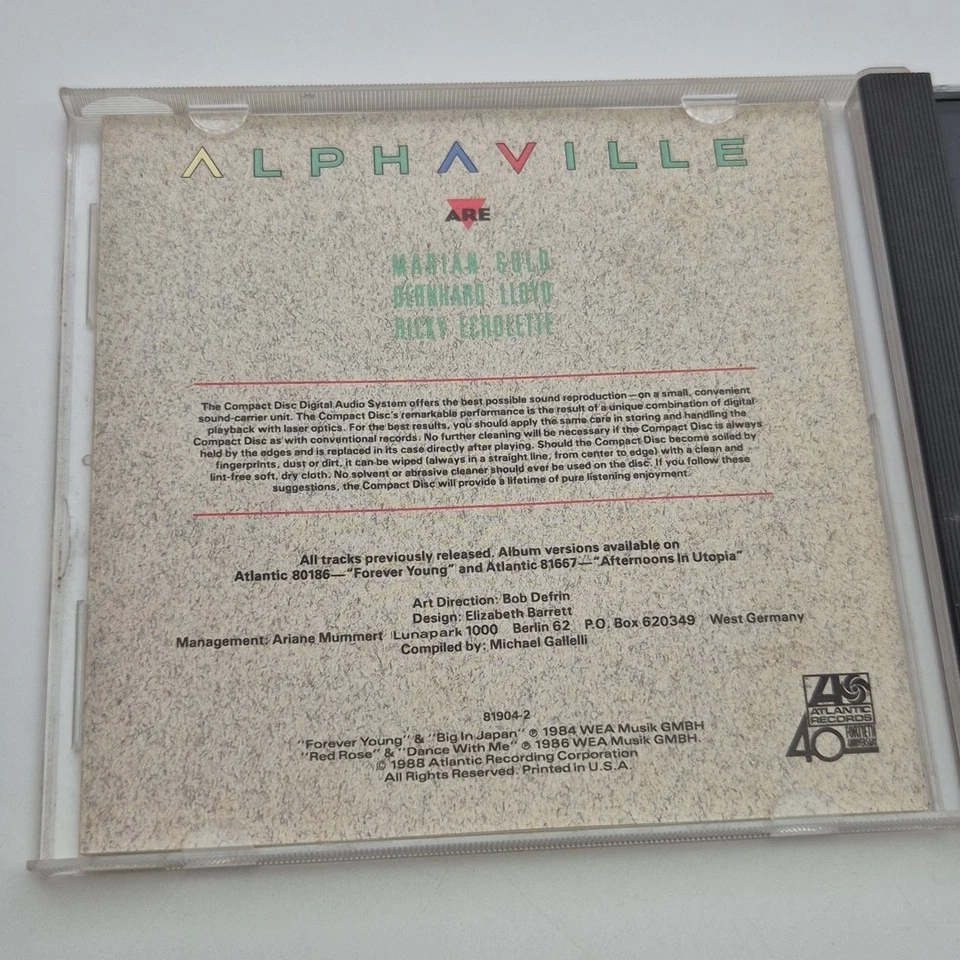 ALPHAVILLE
ARE
MARIAN GOLD
BERNHARD LLOYD
RICKY ECHOLETTE
The Compact Disc Digital Audio System offers the best possible sound reproduction—on a small, convenient
sound-carrier unit. The Compact Disc's remarkable performance is the result of a unique combination of digital
playback with laser optics. For the best results, you should apply the same care in storing and handling the
Compact Disc as with conventional records. No further cleaning will be necessary if the Compact Disc is always
held by the edges and is replaced in its case directly after playing. Should the Compact Disc become soiled by
fingerprints, dust or dirt, it can be wiped (always in a straight line, from center to edge) with a clean and
lint-free soft, dry cloth. No solvent or abrasive cleaner should ever be used on the disc. If you follow these
suggestions, the Compact Disc will provide a lifetime of pure listening enjoyment.
All tracks previously released. Album versions available on
Atlantic 80186—"Forever Young" and Atlantic 81667—"Afternoons In Utopia"
Art Direction: Bob Defrin
Design: Elizabeth Barrett
Management: Ariane Mummert Lunapark 1000 Berlin 62 P.O. Box 620349 West Germany
Compiled by: Michael Gallelli
ATLANTIC
RECORDS
40 FORTIETH
ANNIVERSARY
81904-2
"Forever Young" & "Big In Japan" ℗ 1984 WEA Musik GMBH
"Red Rose" & "Dance With Me" ℗ 1986 WEA Musik GMBH.
© 1988 Atlantic Recording Corporation
All Rights Reserved. Printed in U.S.A.